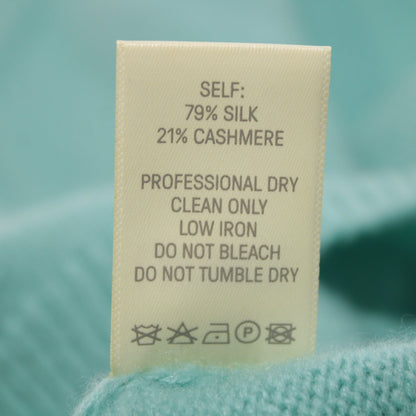 SELF:
79% SILK
21% CASHMERE
PROFESSIONAL DRY
CLEAN ONLY
LOW IRON
DO NOT BLEACH
DO NOT TUMBLE DRY
P